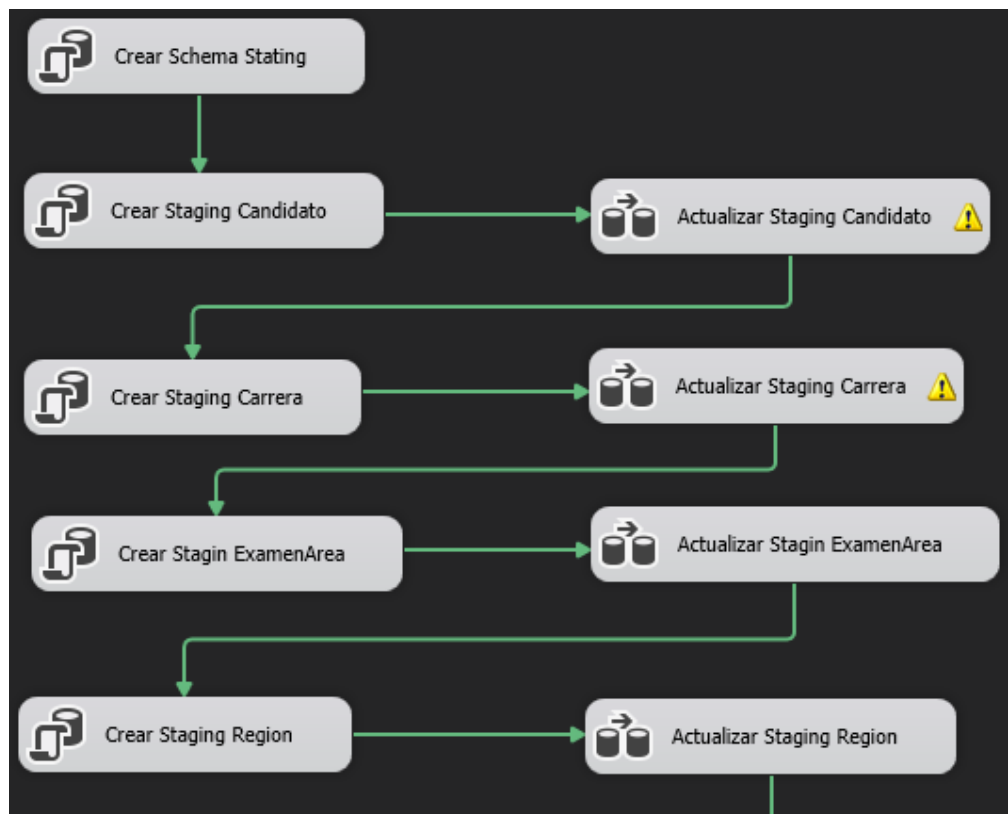 Crear Schema Stating
Crear Staging Candidato
Actualizar Staging Candidato
Crear Staging Carrera
Actualizar Staging Carrera
Crear Stagin ExamenArea
Actualizar Stagin ExamenArea
Crear Staging Region
Actualizar Staging Region